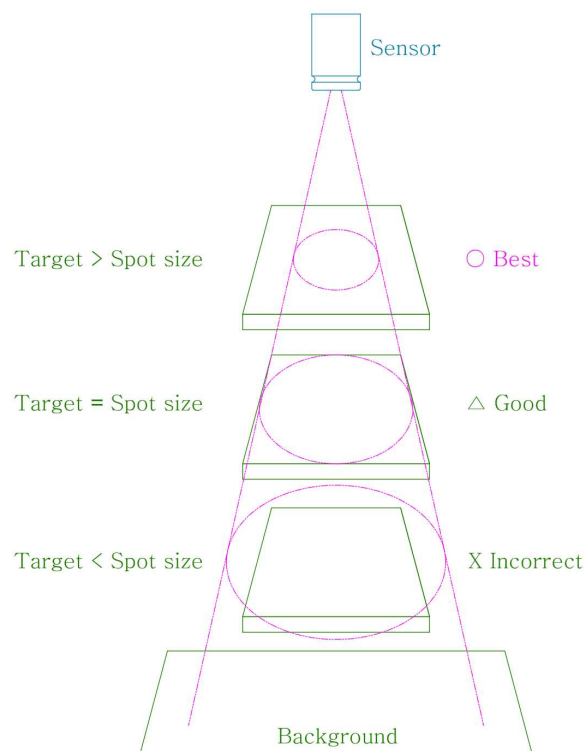 Sensor
Target > Spot size ○ Best
Target = Spot size △ Good
Target < Spot size X Incorrect
Background